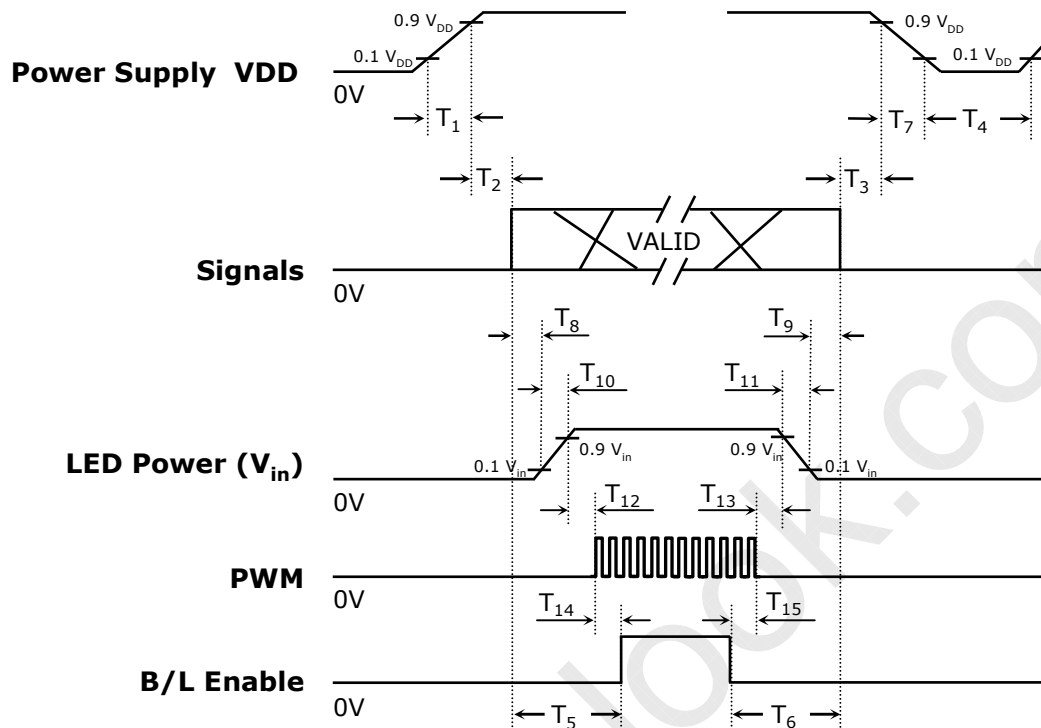 0.9 V_DD
0.9 V_DD
0.1 V_DD
0.1 V_DD
Power Supply VDD
0V
T_1
T_7
T_4
T_2
T_3
VALID
Signals
0V
T_8
T_9
T_10
T_11
LED Power (V_in)
0.1 V_in
0.9 V_in
0.9 V_in
0.1 V_in
0V
T_12
T_13
PWM
0V
T_14
T_15
B/L Enable
0V
T_5
T_6
look.com